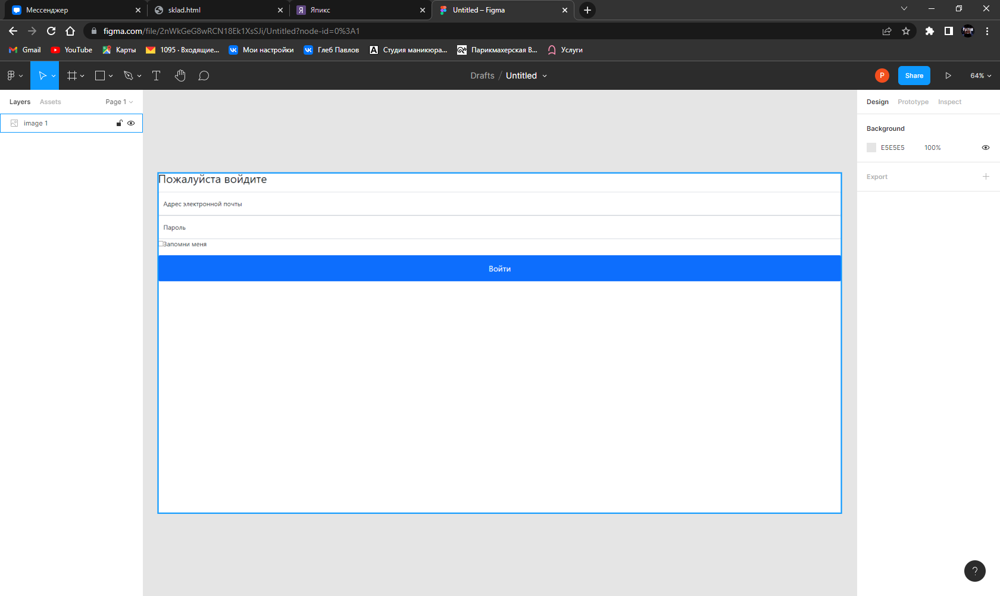 Мессенджер
sklad.html
Я Япикс
Untitled – Figma
figma.com/file/2nWkGeG8wRCN18Ek1XsSJi/Untitled?node-id=0%3A1
Gmail
YouTube
Карты
1095 · Входящие...
Мои настройки
Глеб Павлов
A Студия маникюра...
Парикмахерская В...
Услуги
T
Drafts / Untitled
P
Share
64%
Layers
Assets
Page 1
image 1
Design
Prototype
Inspect
Background
E5E5E5
100%
Export
Пожалуйста войдите
Адрес электронной почты
Пароль
Запомни меня
Войти
?